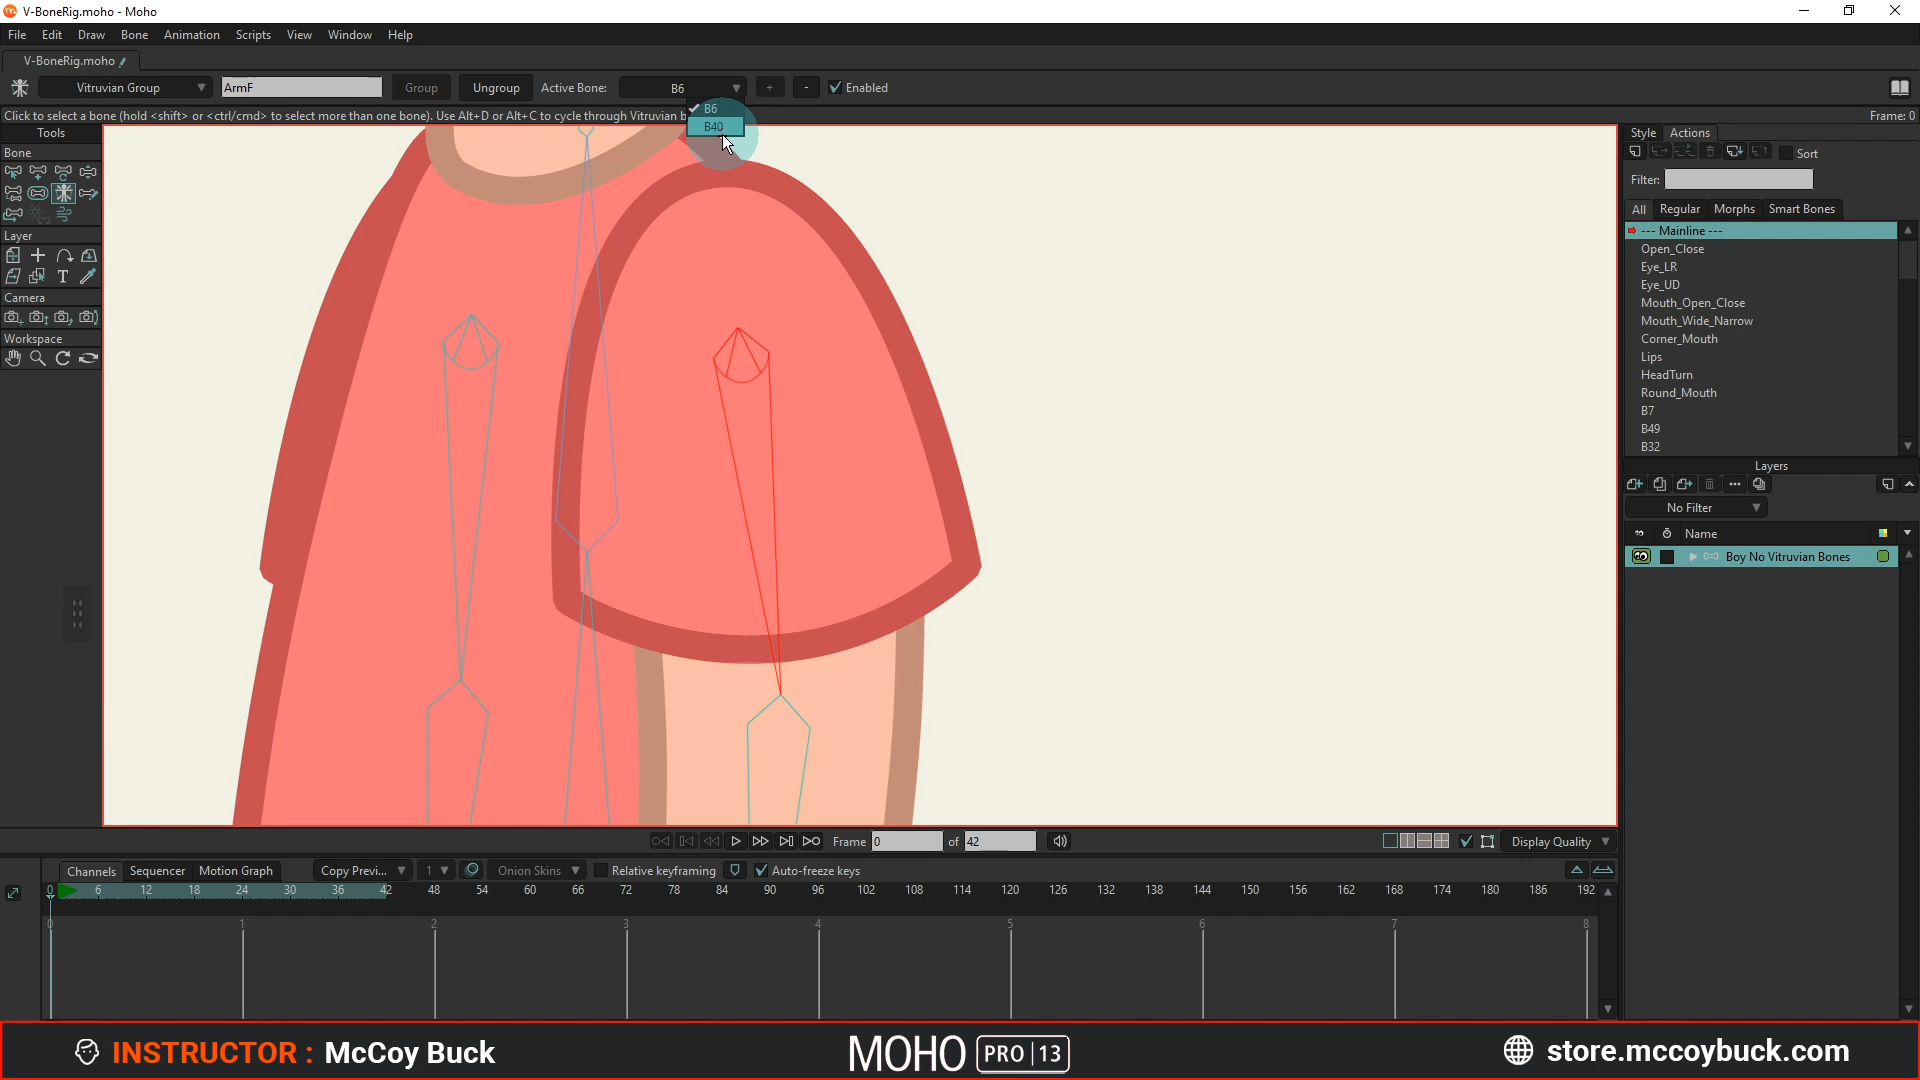 V-BoneRig.moho - Moho
File Edit Draw Bone Animation Scripts View Window Help
V-BoneRig.moho
Vitruvian Group ArmF Group Ungroup Active Bone: B6 + - Enabled
B6
B40
Click to select a bone (hold <shift> or <ctrl/cmd> to select more than one bone). Use Alt+D or Alt+C to cycle through Vitruvian b
Frame: 0
Tools
Bone
Layer
Camera
Workspace
Style Actions
Sort
Filter:
All Regular Morphs Smart Bones
--- Mainline ---
Open_Close
Eye_LR
Eye_UD
Mouth_Open_Close
Mouth_Wide_Narrow
Corner_Mouth
Lips
HeadTurn
Round_Mouth
B7
B49
B32
Layers
No Filter
Name
Boy No Vitruvian Bones
Frame 0 of 42
Display Quality
Channels Sequencer Motion Graph Copy Previ... 1 Onion Skins Relative keyframing Auto-freeze keys
0 6 12 18 24 30 36 42 48 54 60 66 72 78 84 90 96 102 108 114 120 126 132 138 144 150 156 162 168 174 180 186 192
0 1 2 3 4 5 6 7 8
INSTRUCTOR : McCoy Buck
MOHO PRO 13
store.mccoybuck.com